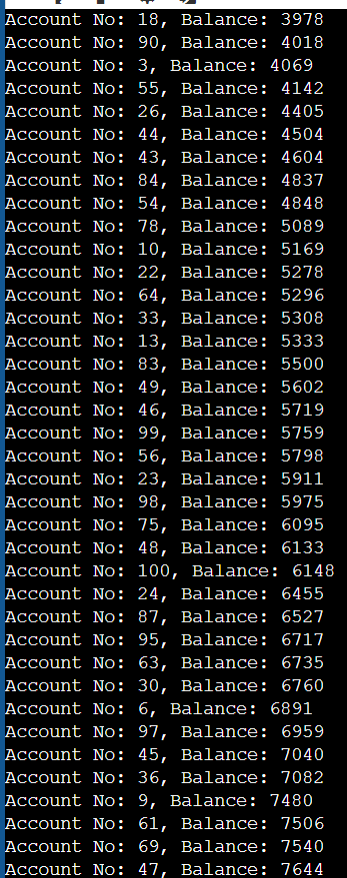 Account No: 18, Balance: 3978
Account No: 90, Balance: 4018
Account No: 3, Balance: 4069
Account No: 55, Balance: 4142
Account No: 26, Balance: 4405
Account No: 44, Balance: 4504
Account No: 43, Balance: 4604
Account No: 84, Balance: 4837
Account No: 54, Balance: 4848
Account No: 78, Balance: 5089
Account No: 10, Balance: 5169
Account No: 22, Balance: 5278
Account No: 64, Balance: 5296
Account No: 33, Balance: 5308
Account No: 13, Balance: 5333
Account No: 83, Balance: 5500
Account No: 49, Balance: 5602
Account No: 46, Balance: 5719
Account No: 99, Balance: 5759
Account No: 56, Balance: 5798
Account No: 23, Balance: 5911
Account No: 98, Balance: 5975
Account No: 75, Balance: 6095
Account No: 48, Balance: 6133
Account No: 100, Balance: 6148
Account No: 24, Balance: 6455
Account No: 87, Balance: 6527
Account No: 95, Balance: 6717
Account No: 63, Balance: 6735
Account No: 30, Balance: 6760
Account No: 6, Balance: 6891
Account No: 97, Balance: 6959
Account No: 45, Balance: 7040
Account No: 36, Balance: 7082
Account No: 9, Balance: 7480
Account No: 61, Balance: 7506
Account No: 69, Balance: 7540
Account No: 47, Balance: 7644